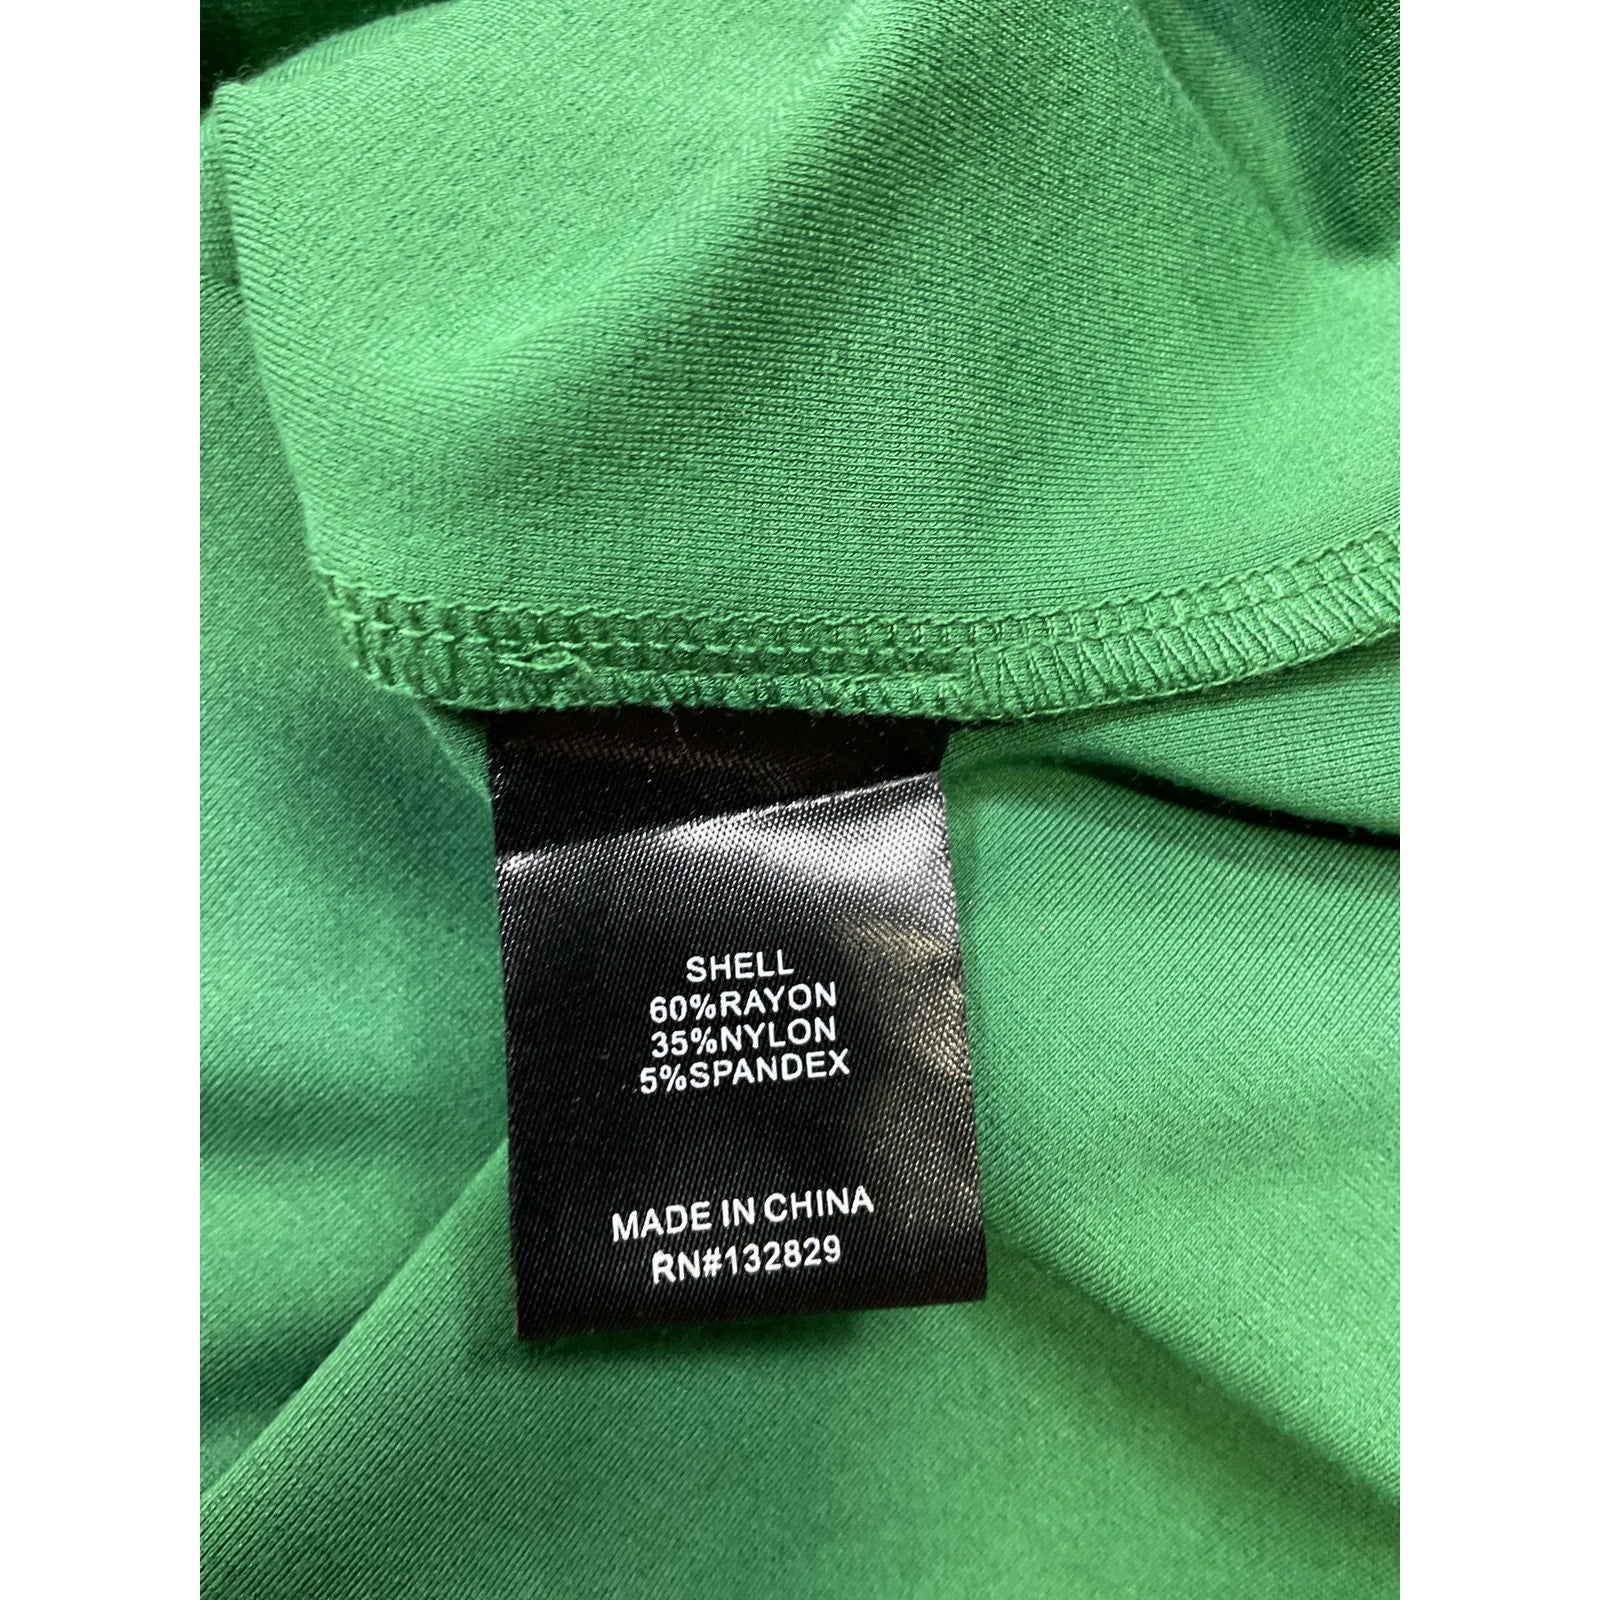 SHELL
60%RAYON
35%NYLON
5%SPANDEX
MADE IN CHINA
RN#132829